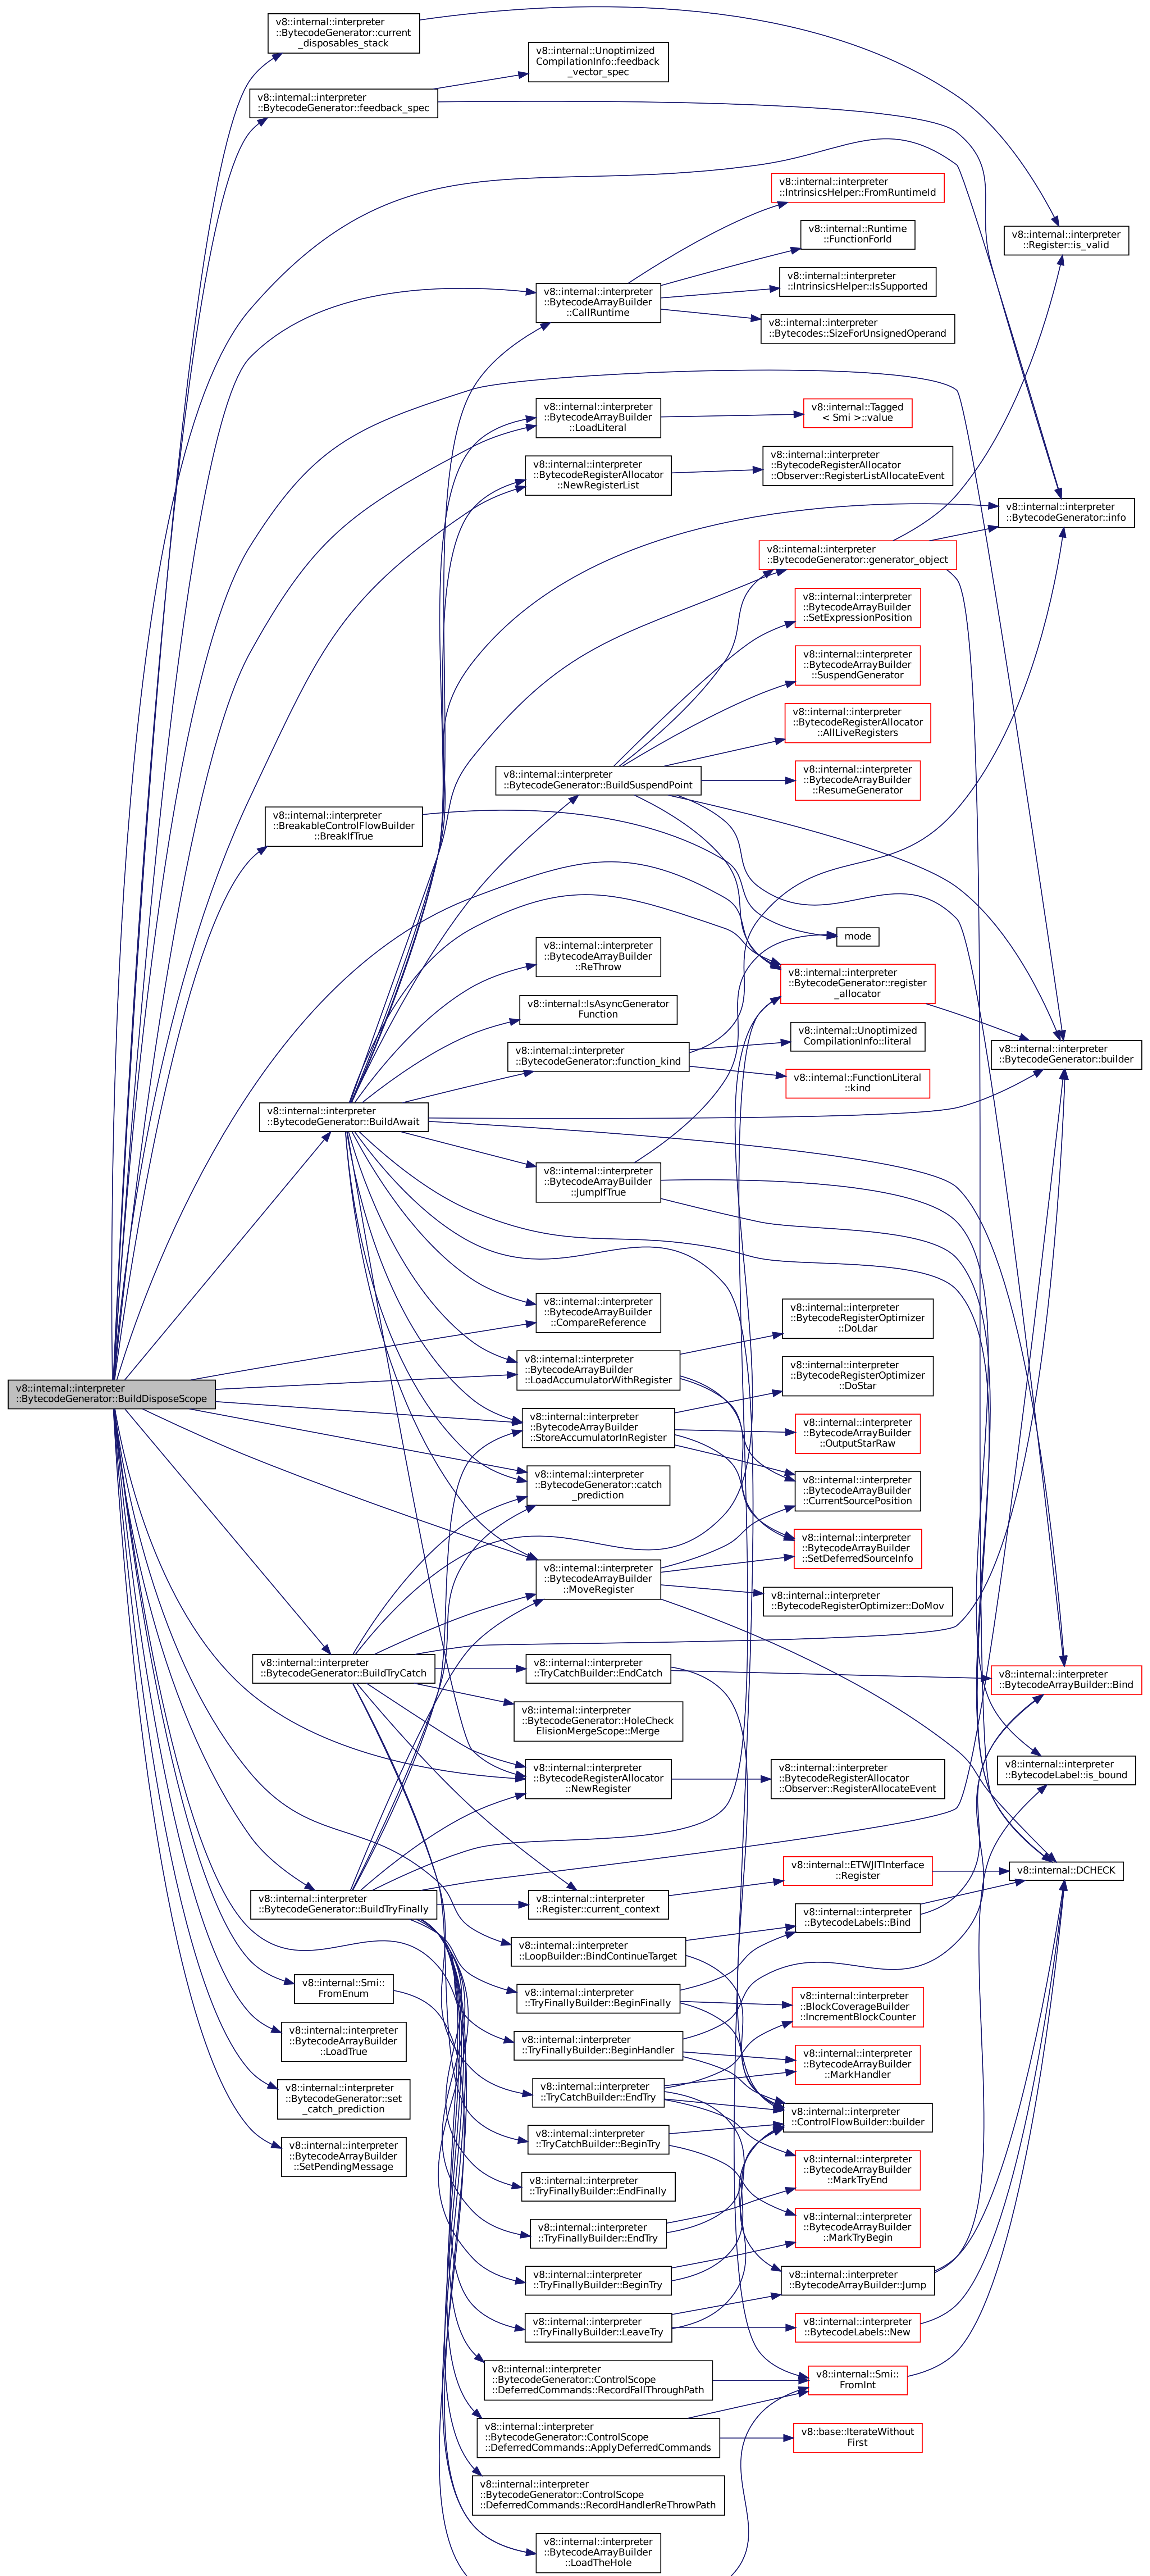 v8::internal::interpreter
::BytecodeGenerator::current
_disposables_stack
v8::internal::Unoptimized
CompilationInfo::feedback
_vector_spec
v8::internal::interpreter
::BytecodeGenerator::feedback_spec
v8::internal::interpreter
::IntrinsicsHelper::FromRuntimeId
v8::internal::Runtime
::FunctionForId
v8::internal::interpreter
::Register::is_valid
v8::internal::interpreter
::IntrinsicsHelper::IsSupported
v8::internal::interpreter
::BytecodeArrayBuilder
::CallRuntime
v8::internal::interpreter
::Bytecodes::SizeForUnsignedOperand
v8::internal::interpreter
::BytecodeArrayBuilder
::LoadLiteral
v8::internal::Tagged
< Smi >::value
v8::internal::interpreter
::BytecodeRegisterAllocator
::NewRegisterList
v8::internal::interpreter
::BytecodeRegisterAllocator
::Observer::RegisterListAllocateEvent
v8::internal::interpreter
::BytecodeGenerator::info
v8::internal::interpreter
::BytecodeGenerator::generator_object
v8::internal::interpreter
::BytecodeArrayBuilder
::SetExpressionPosition
v8::internal::interpreter
::BytecodeArrayBuilder
::SuspendGenerator
v8::internal::interpreter
::BytecodeRegisterAllocator
::AllLiveRegisters
v8::internal::interpreter
::BytecodeGenerator::BuildSuspendPoint
v8::internal::interpreter
::BytecodeArrayBuilder
::ResumeGenerator
v8::internal::interpreter
::BreakableControlFlowBuilder
::BreakIfTrue
mode
v8::internal::interpreter
::BytecodeArrayBuilder
::ReThrow
v8::internal::interpreter
::BytecodeGenerator::register
_allocator
v8::internal::IsAsyncGenerator
Function
v8::internal::Unoptimized
CompilationInfo::literal
v8::internal::interpreter
::BytecodeGenerator::function_kind
v8::internal::interpreter
::BytecodeGenerator::builder
v8::internal::FunctionLiteral
::kind
v8::internal::interpreter
::BytecodeGenerator::BuildAwait
v8::internal::interpreter
::BytecodeArrayBuilder
::JumpIfTrue
v8::internal::interpreter
::BytecodeArrayBuilder
::CompareReference
v8::internal::interpreter
::BytecodeRegisterOptimizer
::DoLdar
v8::internal::interpreter
::BytecodeArrayBuilder
::LoadAccumulatorWithRegister
v8::internal::interpreter
::BytecodeRegisterOptimizer
::DoStar
v8::internal::interpreter
::BytecodeGenerator::BuildDisposeScope
v8::internal::interpreter
::BytecodeArrayBuilder
::StoreAccumulatorInRegister
v8::internal::interpreter
::BytecodeArrayBuilder
::OutputStarRaw
v8::internal::interpreter
::BytecodeGenerator::catch
_prediction
v8::internal::interpreter
::BytecodeArrayBuilder
::CurrentSourcePosition
v8::internal::interpreter
::BytecodeArrayBuilder
::SetDeferredSourceInfo
v8::internal::interpreter
::BytecodeArrayBuilder
::MoveRegister
v8::internal::interpreter
::BytecodeRegisterOptimizer::DoMov
v8::internal::interpreter
::BytecodeGenerator::BuildTryCatch
v8::internal::interpreter
::TryCatchBuilder::EndCatch
v8::internal::interpreter
::BytecodeArrayBuilder::Bind
v8::internal::interpreter
::BytecodeGenerator::HoleCheck
ElisionMergeScope::Merge
v8::internal::interpreter
::BytecodeRegisterAllocator
::NewRegister
v8::internal::interpreter
::BytecodeRegisterAllocator
::Observer::RegisterAllocateEvent
v8::internal::interpreter
::BytecodeLabel::is_bound
v8::internal::ETWJITInterface
::Register
v8::internal::DCHECK
v8::internal::interpreter
::BytecodeGenerator::BuildTryFinally
v8::internal::interpreter
::Register::current_context
v8::internal::interpreter
::BytecodeLabels::Bind
v8::internal::interpreter
::LoopBuilder::BindContinueTarget
v8::internal::Smi::
FromEnum
v8::internal::interpreter
::TryFinallyBuilder::BeginFinally
v8::internal::interpreter
::BlockCoverageBuilder
::IncrementBlockCounter
v8::internal::interpreter
::BytecodeArrayBuilder
::LoadTrue
v8::internal::interpreter
::TryFinallyBuilder::BeginHandler
v8::internal::interpreter
::BytecodeArrayBuilder
::MarkHandler
v8::internal::interpreter
::BytecodeGenerator::set
_catch_prediction
v8::internal::interpreter
::TryCatchBuilder::EndTry
v8::internal::interpreter
::ControlFlowBuilder::builder
v8::internal::interpreter
::BytecodeArrayBuilder
::SetPendingMessage
v8::internal::interpreter
::TryCatchBuilder::BeginTry
v8::internal::interpreter
::BytecodeArrayBuilder
::MarkTryEnd
v8::internal::interpreter
::TryFinallyBuilder::EndFinally
v8::internal::interpreter
::BytecodeArrayBuilder
::MarkTryBegin
v8::internal::interpreter
::TryFinallyBuilder::EndTry
v8::internal::interpreter
::TryFinallyBuilder::BeginTry
v8::internal::interpreter
::BytecodeArrayBuilder::Jump
v8::internal::interpreter
::TryFinallyBuilder::LeaveTry
v8::internal::interpreter
::BytecodeLabels::New
v8::internal::interpreter
::BytecodeGenerator::ControlScope
::DeferredCommands::RecordFallThroughPath
v8::internal::Smi::
FromInt
v8::internal::interpreter
::BytecodeGenerator::ControlScope
::DeferredCommands::ApplyDeferredCommands
v8::base::IterateWithout
First
v8::internal::interpreter
::BytecodeGenerator::ControlScope
::DeferredCommands::RecordHandlerReThrowPath
v8::internal::interpreter
::BytecodeArrayBuilder
::LoadTheHole